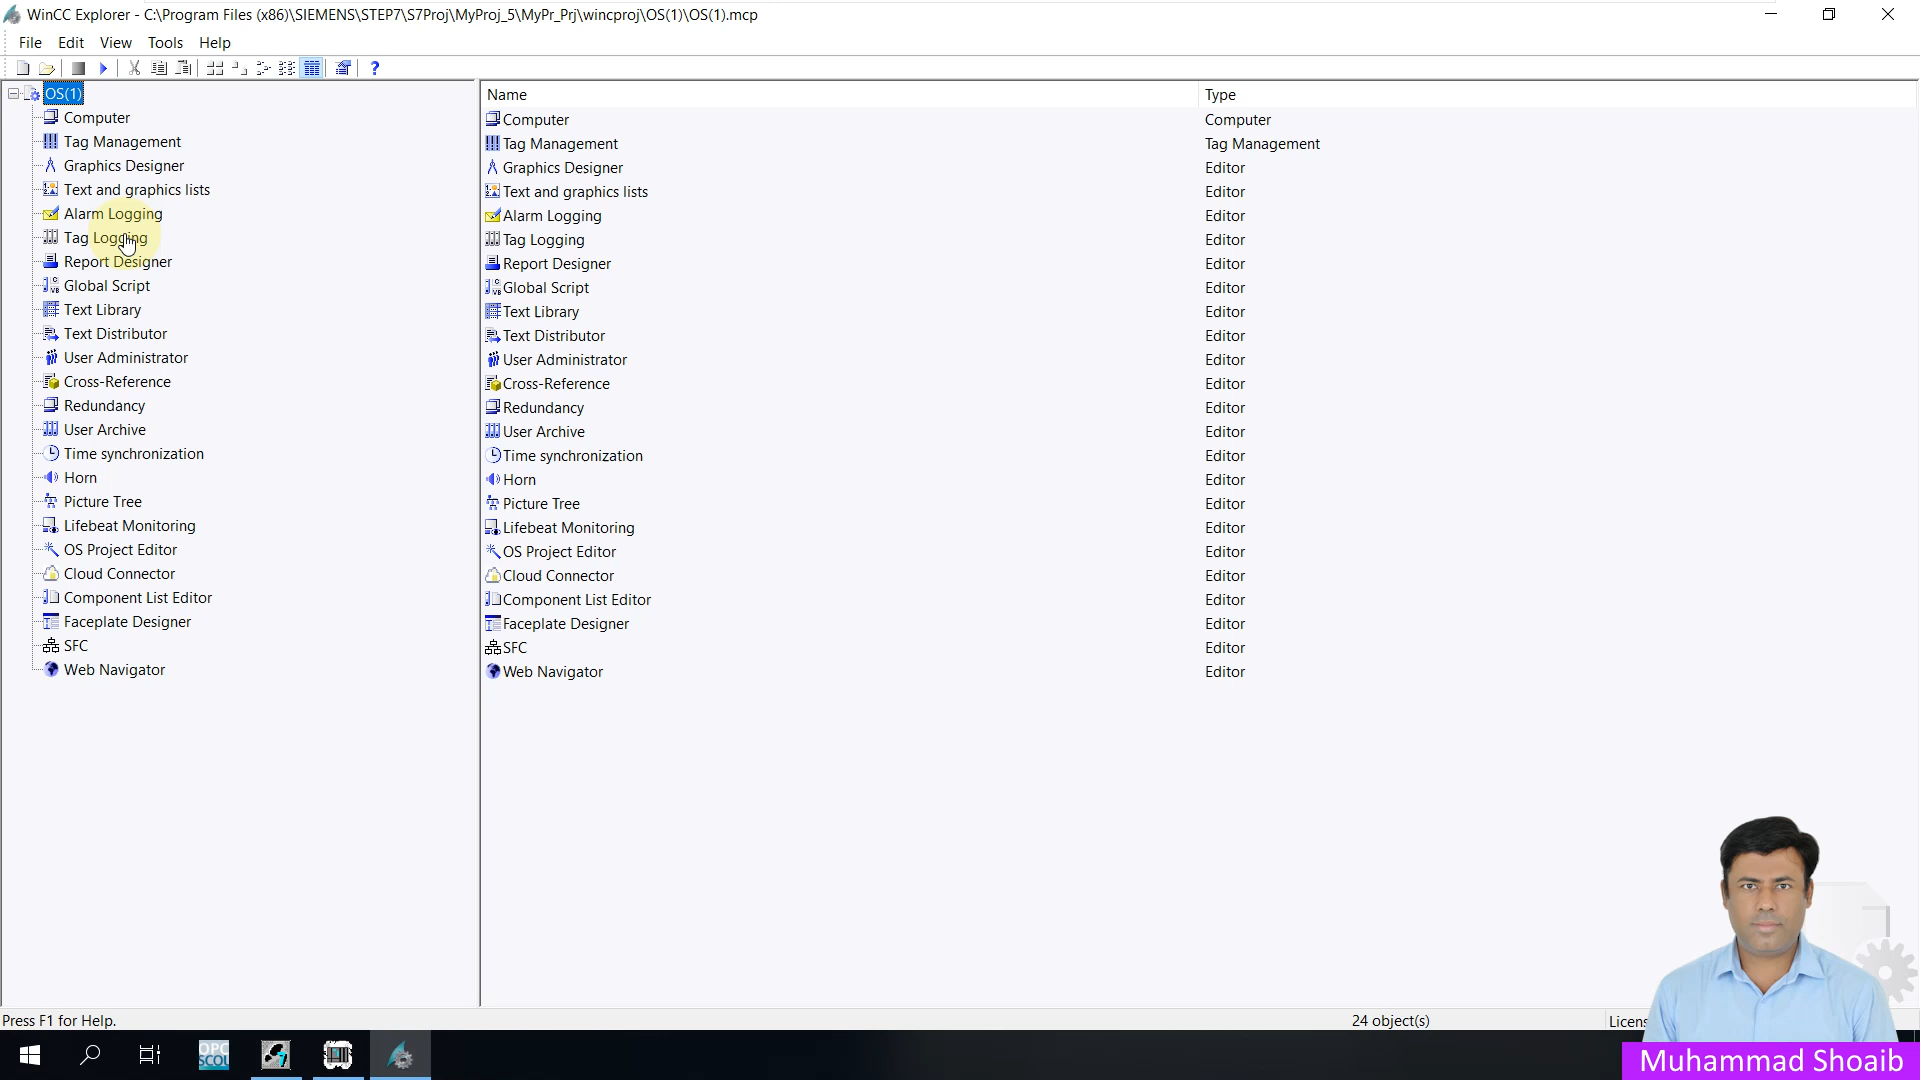 WinCC Explorer - C:\Program Files (x86)\SIEMENS\STEP7\S7Proj\MyProj_5\MyPr_Prj\wincproj\OS(1)\OS(1).mcp
File Edit View Tools Help
OS(1)
Computer
Tag Management
Graphics Designer
Text and graphics lists
Alarm Logging
Tag Logging
Report Designer
Global Script
Text Library
Text Distributor
User Administrator
Cross-Reference
Redundancy
User Archive
Time synchronization
Horn
Picture Tree
Lifebeat Monitoring
OS Project Editor
Cloud Connector
Component List Editor
Faceplate Designer
SFC
Web Navigator
Name Type
Computer Computer
Tag Management Tag Management
Graphics Designer Editor
Text and graphics lists Editor
Alarm Logging Editor
Tag Logging Editor
Report Designer Editor
Global Script Editor
Text Library Editor
Text Distributor Editor
User Administrator Editor
Cross-Reference Editor
Redundancy Editor
User Archive Editor
Time synchronization Editor
Horn Editor
Picture Tree Editor
Lifebeat Monitoring Editor
OS Project Editor Editor
Cloud Connector Editor
Component List Editor Editor
Faceplate Designer Editor
SFC Editor
Web Navigator Editor
Press F1 for Help. 24 object(s) Licens
OPC
SCOU
Muhammad Shoaib